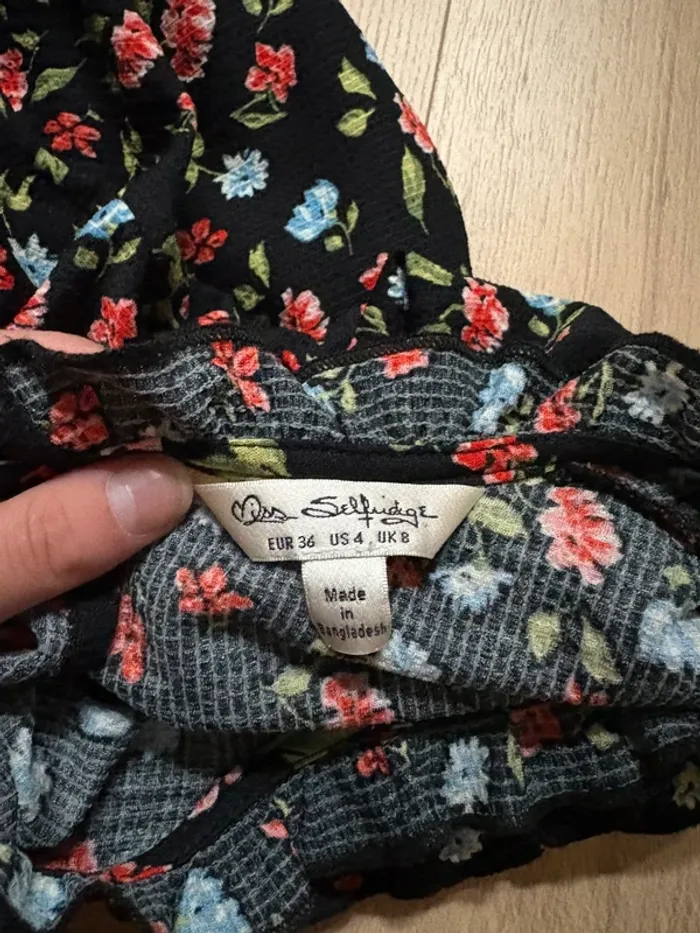 Miss Selfridge
EUR 36 US 4 UK 8
Made
in
Bangladesh